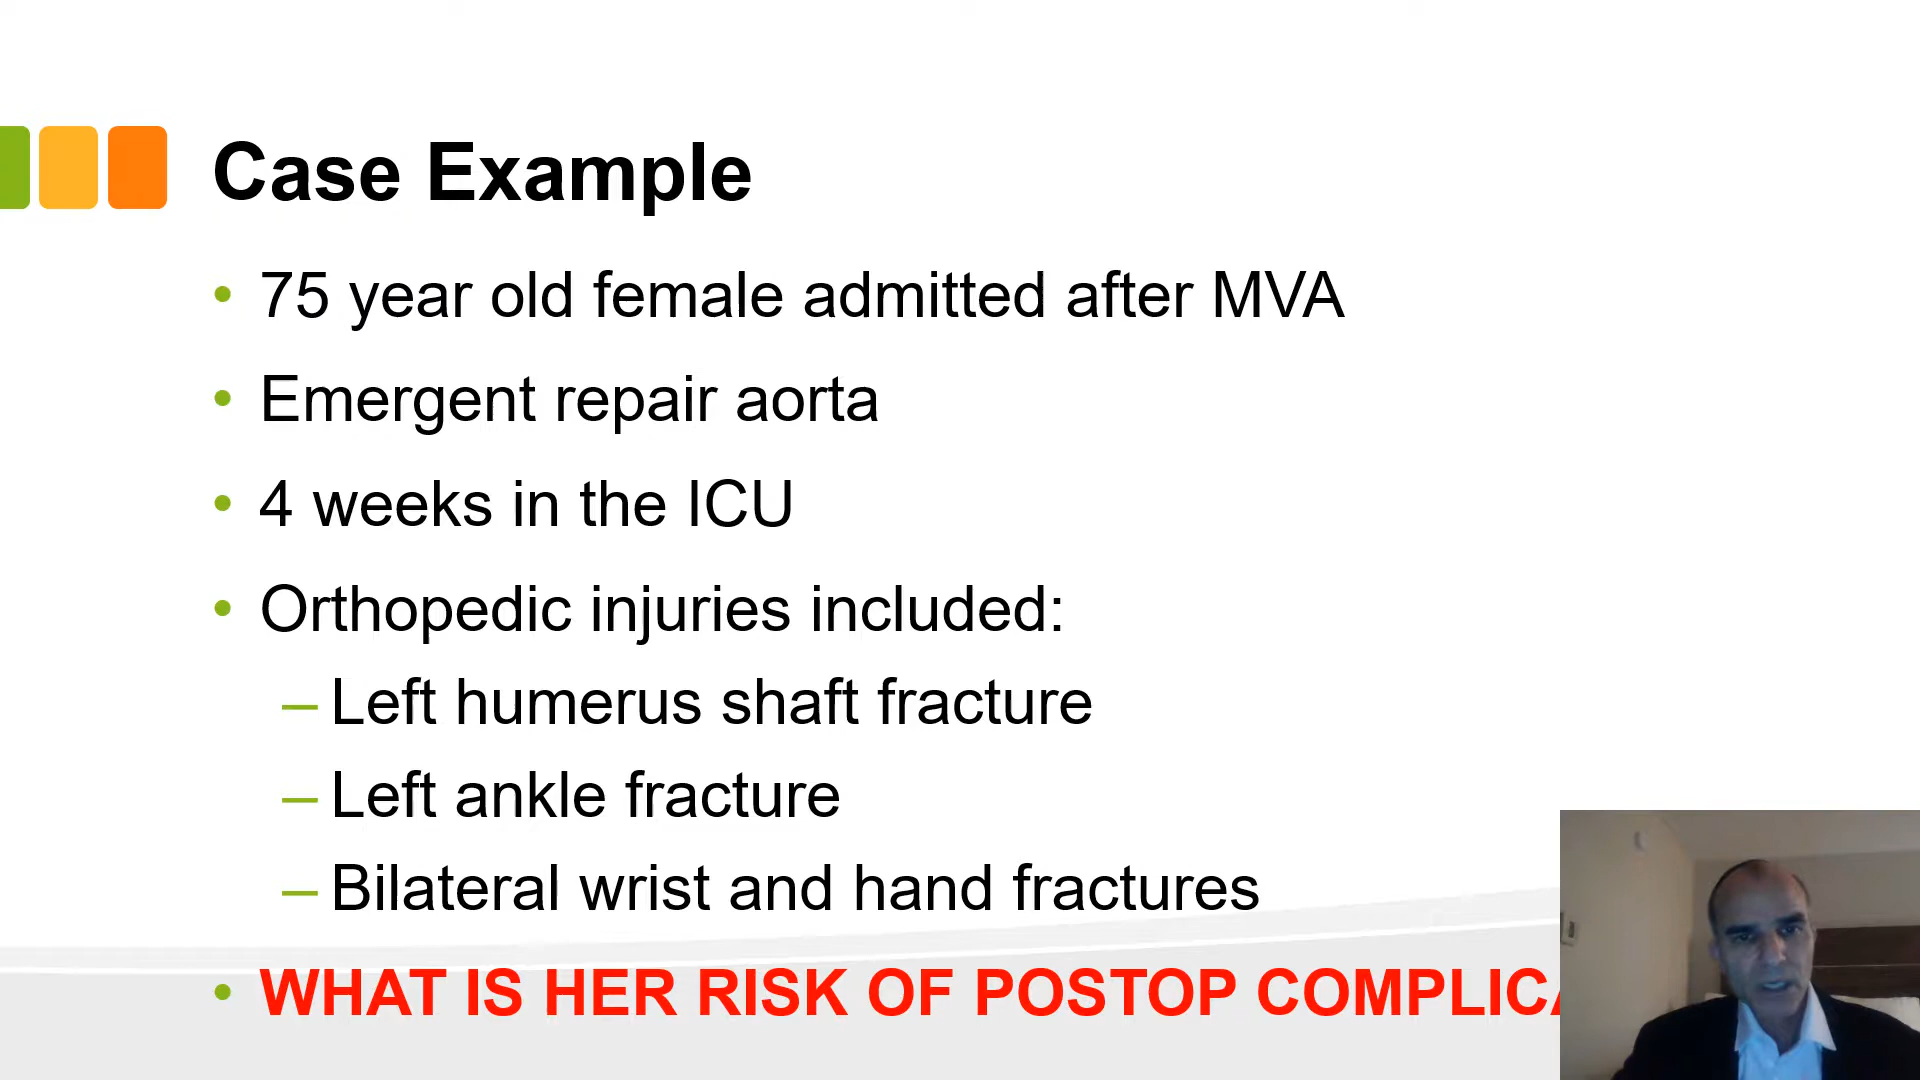 Case Example
• 75 year old female admitted after MVA
• Emergent repair aorta
• 4 weeks in the ICU
• Orthopedic injuries included:
– Left humerus shaft fracture
– Left ankle fracture
– Bilateral wrist and hand fractures
• WHAT IS HER RISK OF POSTOP